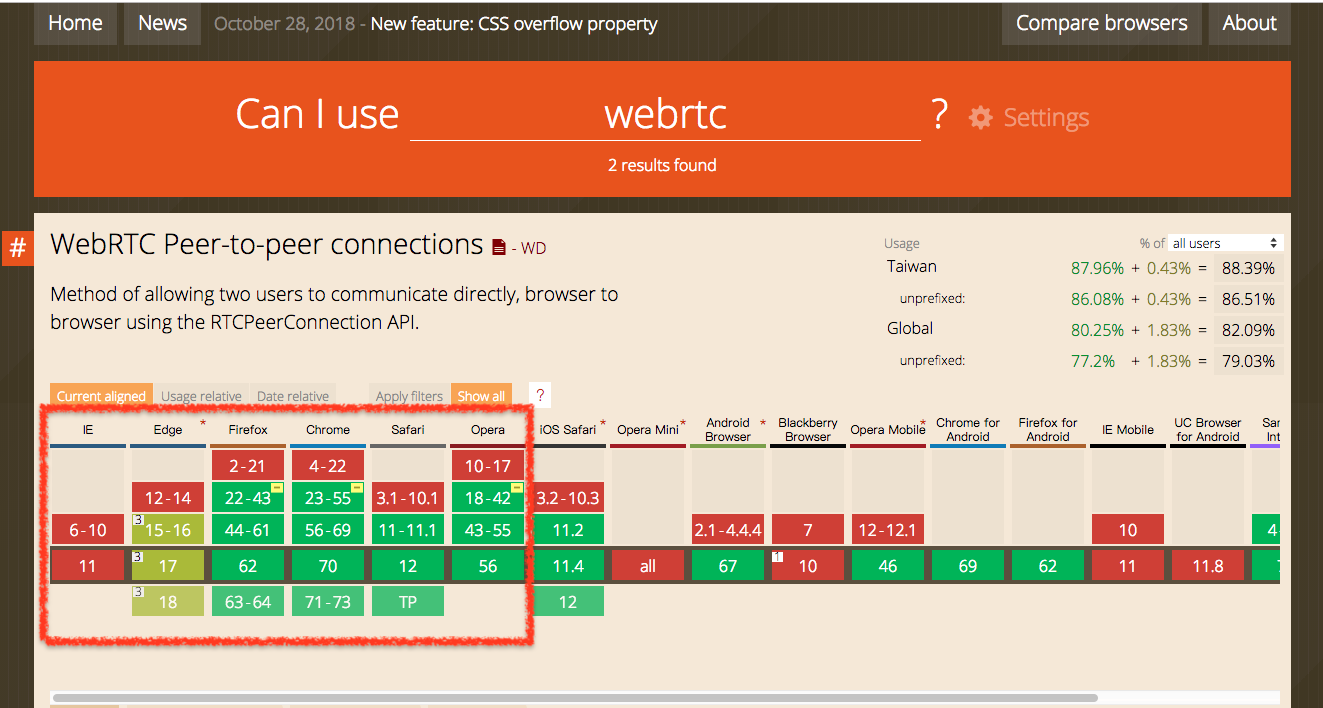 Home News October 28, 2018 - New feature: CSS overflow property Compare browsers About
Can I use webrtc ? Settings
2 results found
# WebRTC Peer-to-peer connections - WD
Method of allowing two users to communicate directly, browser to
browser using the RTCPeerConnection API.
Usage % of all users
Taiwan 87.96% + 0.43% = 88.39%
unprefixed: 86.08% + 0.43% = 86.51%
Global 80.25% + 1.83% = 82.09%
unprefixed: 77.2% + 1.83% = 79.03%
Current aligned Usage relative Date relative Apply filters Show all ?
IE Edge * Firefox Chrome Safari Opera iOS Safari * Opera Mini * Android Browser * Blackberry Browser Opera Mobile * Chrome for Android Firefox for Android IE Mobile UC Browser for Android
2-21 4-22 10-17
12-14 22-43 23-55 3.1-10.1 18-42 3.2-10.3
6-10 3 15-16 44-61 56-69 11-11.1 43-55 11.2 2.1-4.4.4 7 12-12.1 10
11 3 17 62 70 12 56 11.4 all 67 1 10 46 69 62 11 11.8
3 18 63-64 71-73 TP 12